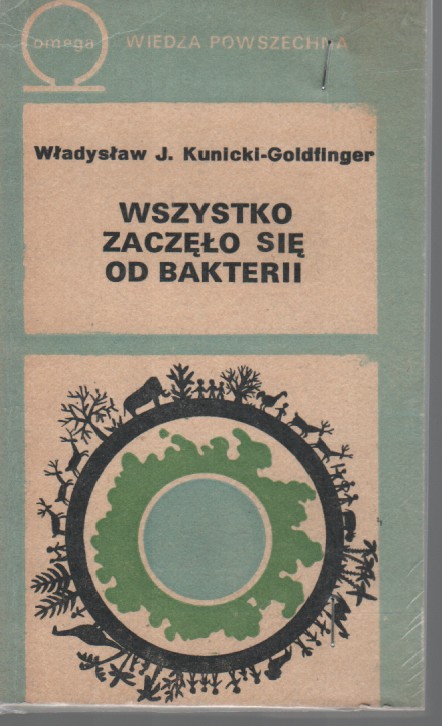 omega
WIEDZA POWSZECHNA
Władysław J. Kunicki-Goldfinger
WSZYSTKO
ZACZĘŁO SIĘ
OD BAKTERII